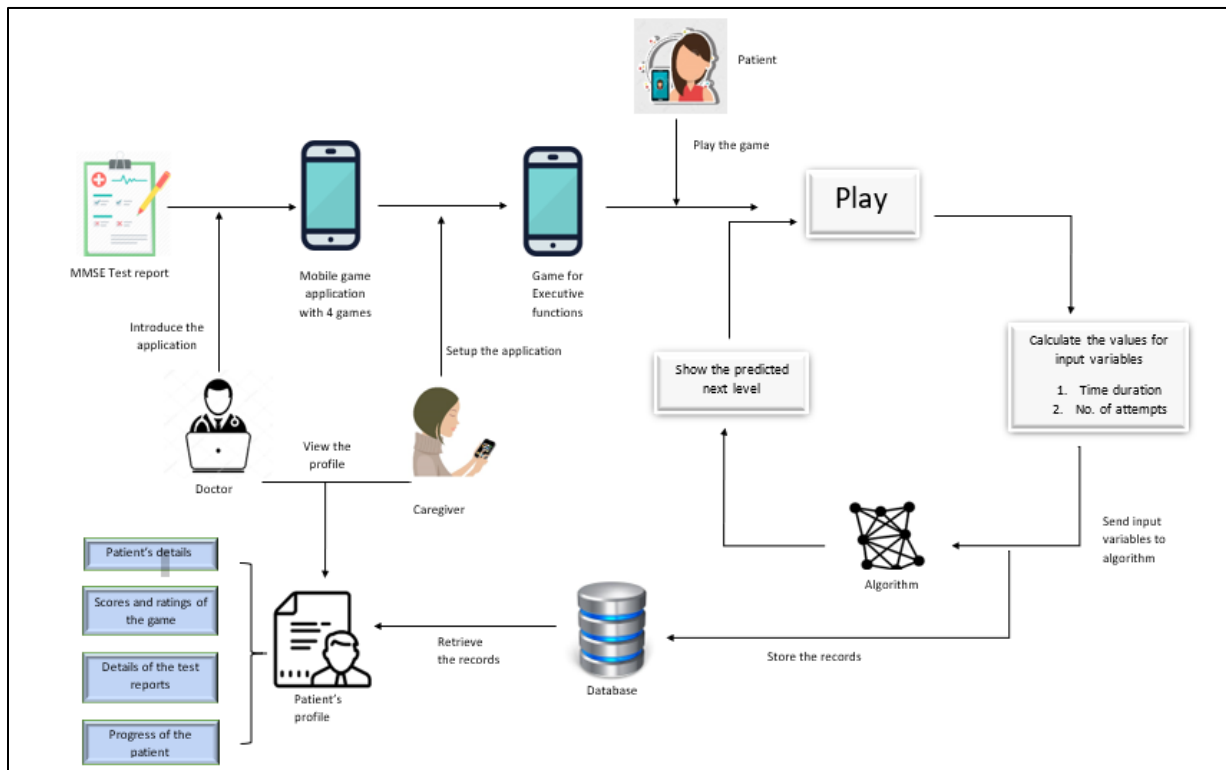 Patient
Play the game
Play
MMSE Test report
Mobile game
application
with 4 games
Game for
Executive
functions
Introduce the
application
Setup the application
Show the predicted
next level
Calculate the values for
input variables
1. Time duration
2. No. of attempts
View the
profile
Doctor
Caregiver
Send input
variables to
algorithm
Algorithm
Patient's details
Scores and ratings of
the game
Details of the test
reports
Progress of the
patient
Patient's
profile
Retrieve
the records
Database
Store the records